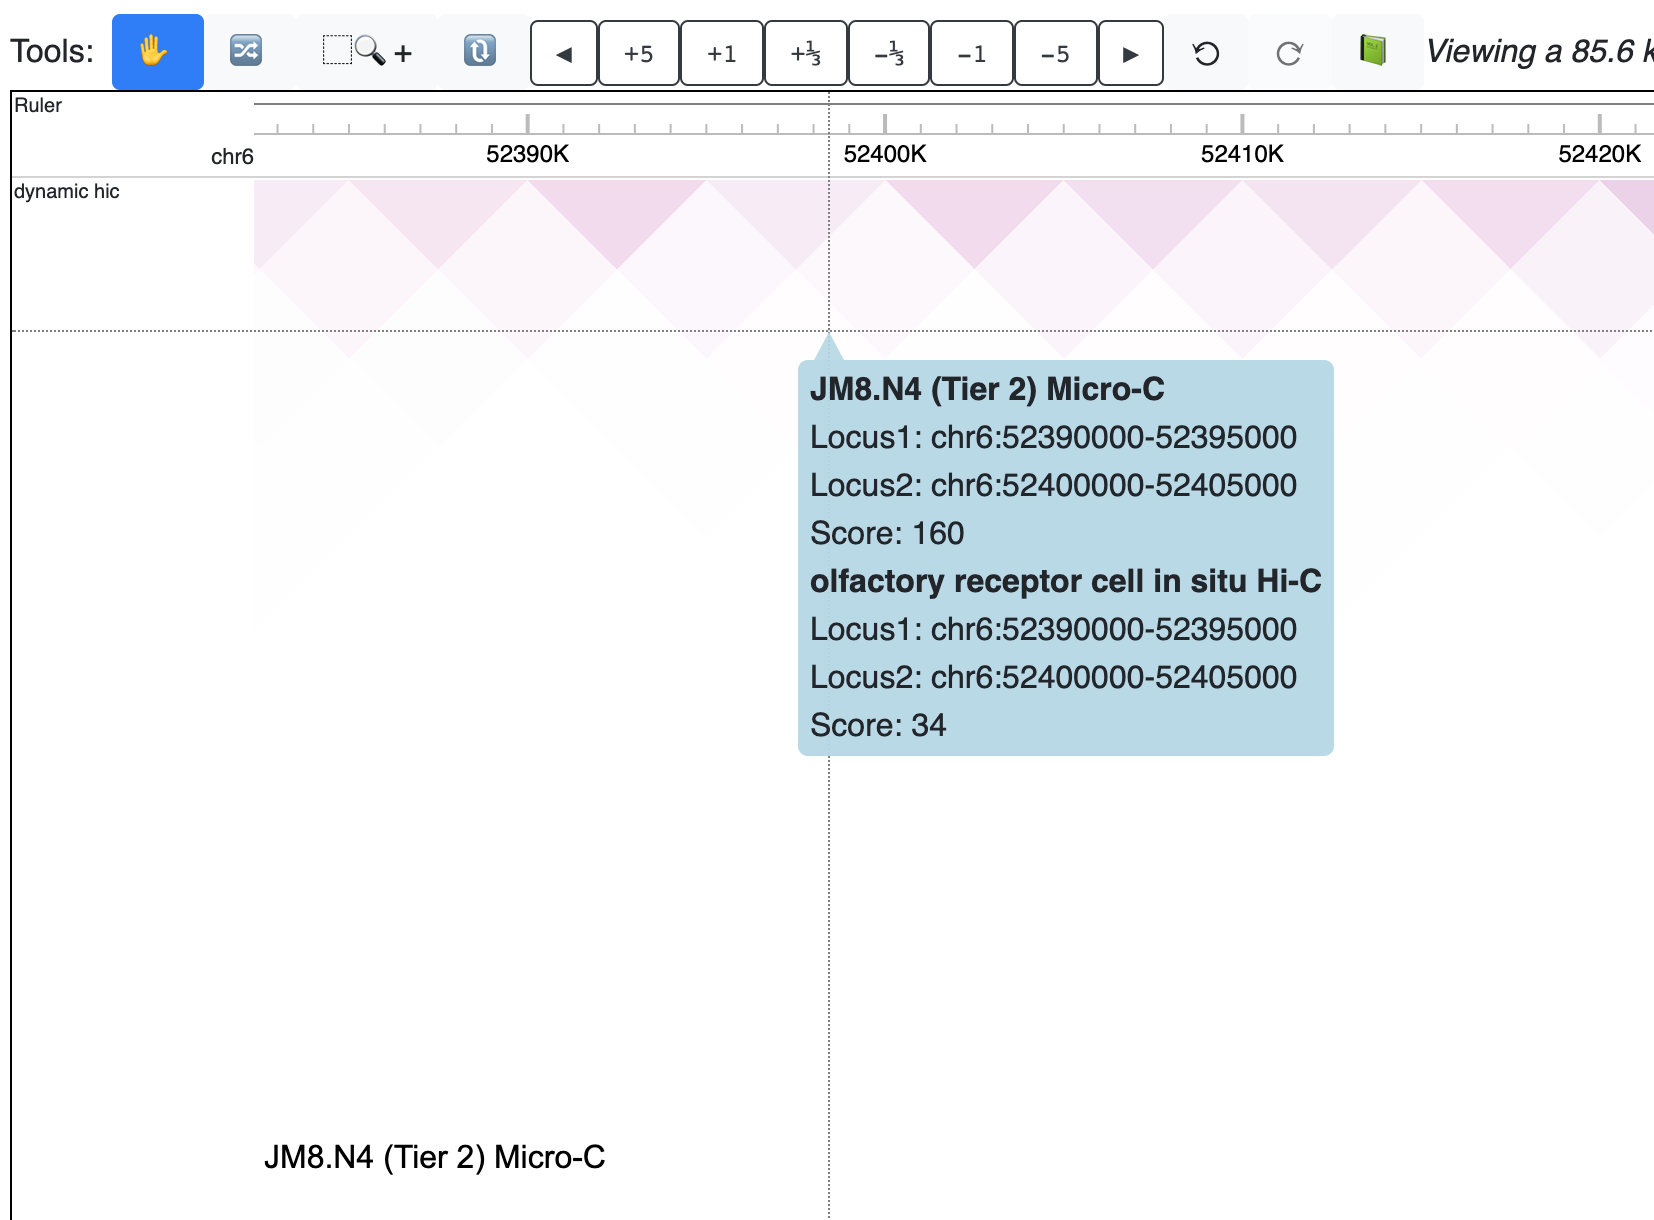 Tools: +5 +1 +⅓ -⅓ -1 -5 Viewing a 85.6
Ruler
chr6 52390K 52400K 52410K 52420K
dynamic hic
JM8.N4 (Tier 2) Micro-C
Locus1: chr6:52390000-52395000
Locus2: chr6:52400000-52405000
Score: 160
olfactory receptor cell in situ Hi-C
Locus1: chr6:52390000-52395000
Locus2: chr6:52400000-52405000
Score: 34
JM8.N4 (Tier 2) Micro-C